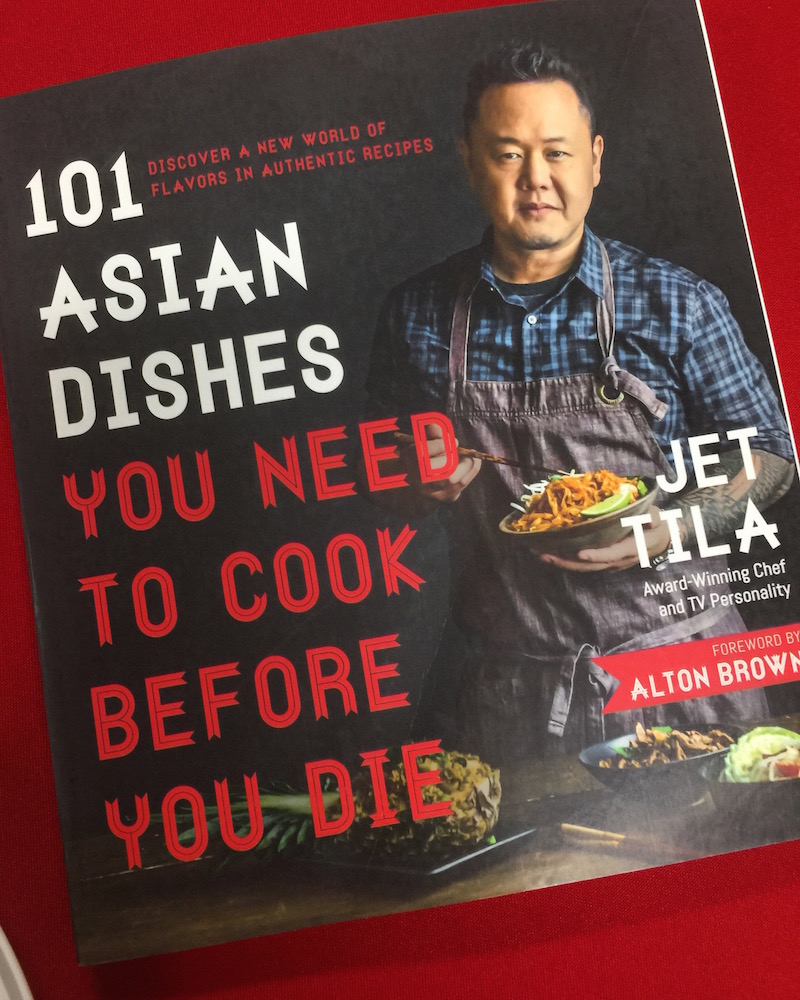 101
DISCOVER A NEW WORLD OF
FLAVORS IN AUTHENTIC RECIPES
ASIAN
DISHES
YOU NEED
TO COOK
BEFORE
YOU DIE
JET
TILA
Award-Winning Chef
and TV Personality
FOREWORD BY
ALTON BROWN